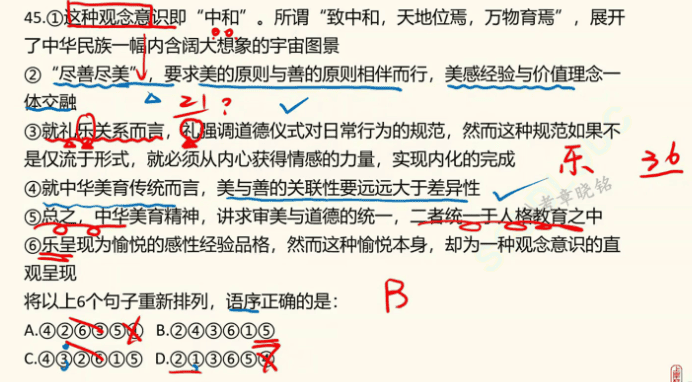 45.①这种观念意识即“中和”。所谓“致中和，天地位焉，万物育焉”，展开
了中华民族一幅内含阔大想象的宇宙图景
②“尽善尽美”，要求美的原则与善的原则相伴而行，美感经验与价值理念一
体交融
21?
③就礼乐关系而言，礼强调道德仪式对日常行为的规范，然而这种规范如果不
是仅流于形式，就必须从内心获得情感的力量，实现内化的完成
乐 36
④就中华美育传统而言，美与善的关联性要远远大于差异性
考章晓铭
⑤总之，中华美育精神，讲求审美与道德的统一，二者统一于人格教育之中
⑥乐呈现为愉悦的感性经验品格，然而这种愉悦本身，却为一种观念意识的直
观呈现
将以上6个句子重新排列，语序正确的是：
B
A.④②⑥③⑤① B.②④③⑥①⑤
C.④③②⑥①⑤ D.②①③⑥⑤④